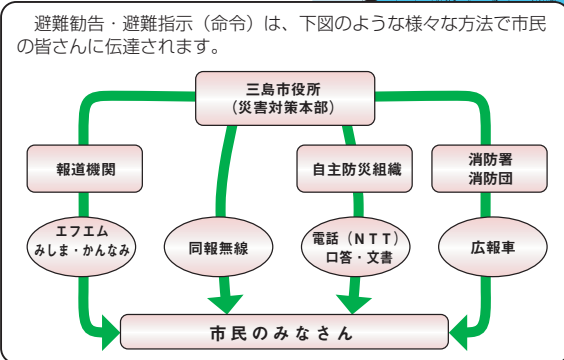 避難勧告・避難指示（命令）は、下図のような様々な方法で市民
の皆さんに伝達されます。
三島市役所
（災害対策本部）
報道機関
自主防災組織
消防署
消防団
エフエム
みしま・かんなみ
同報無線
電話（ＮＴＴ）
口答・文書
広報車
市民のみなさん